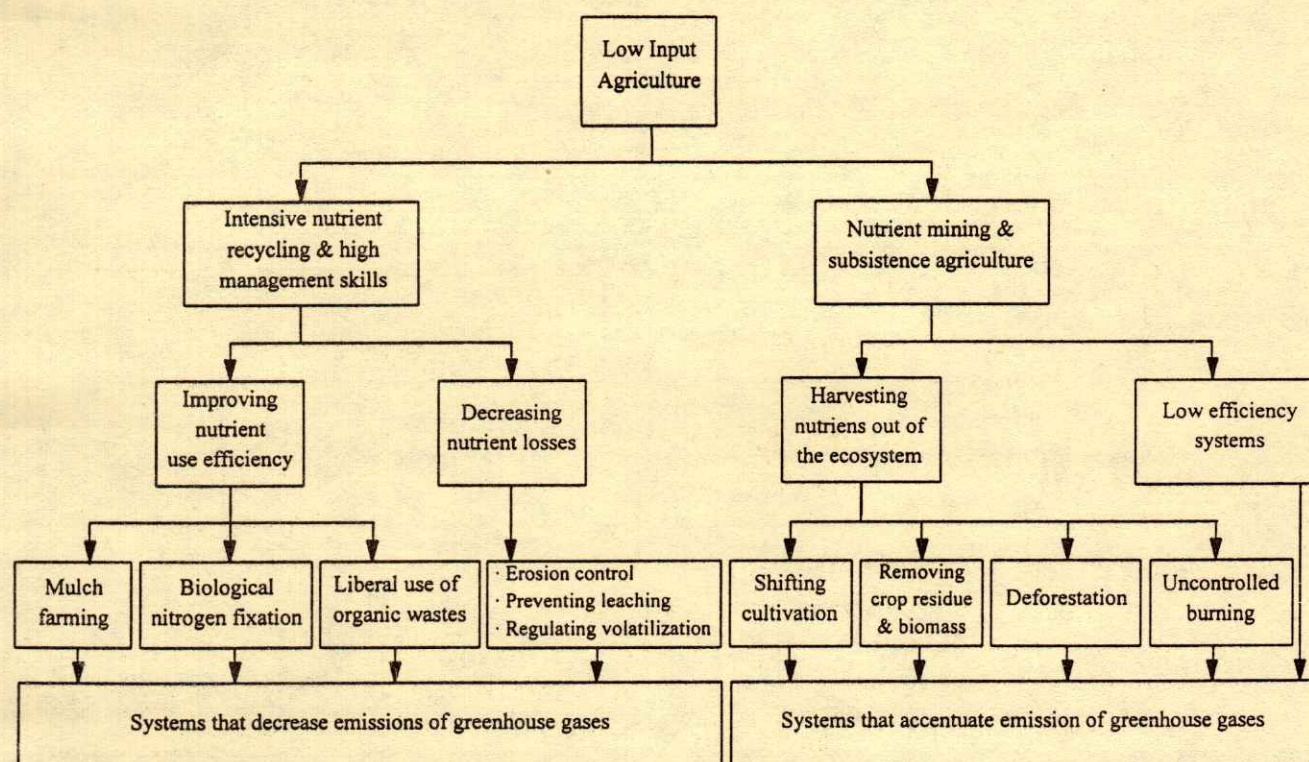 Low Input
Agriculture
Intensive nutrient
recycling & high
management skills
Nutrient mining &
subsistence agriculture
Improving
nutrient
use efficiency
Decreasing
nutrient losses
Harvesting
nutriens out of
the ecosystem
Low efficiency
systems
Mulch
farming
Biological
nitrogen fixation
Liberal use of
organic wastes
· Erosion control
· Preventing leaching
· Regulating volatilization
Shifting
cultivation
Removing
crop residue
& biomass
Deforestation
Uncontrolled
burning
Systems that decrease emissions of greenhouse gases
Systems that accentuate emission of greenhouse gases